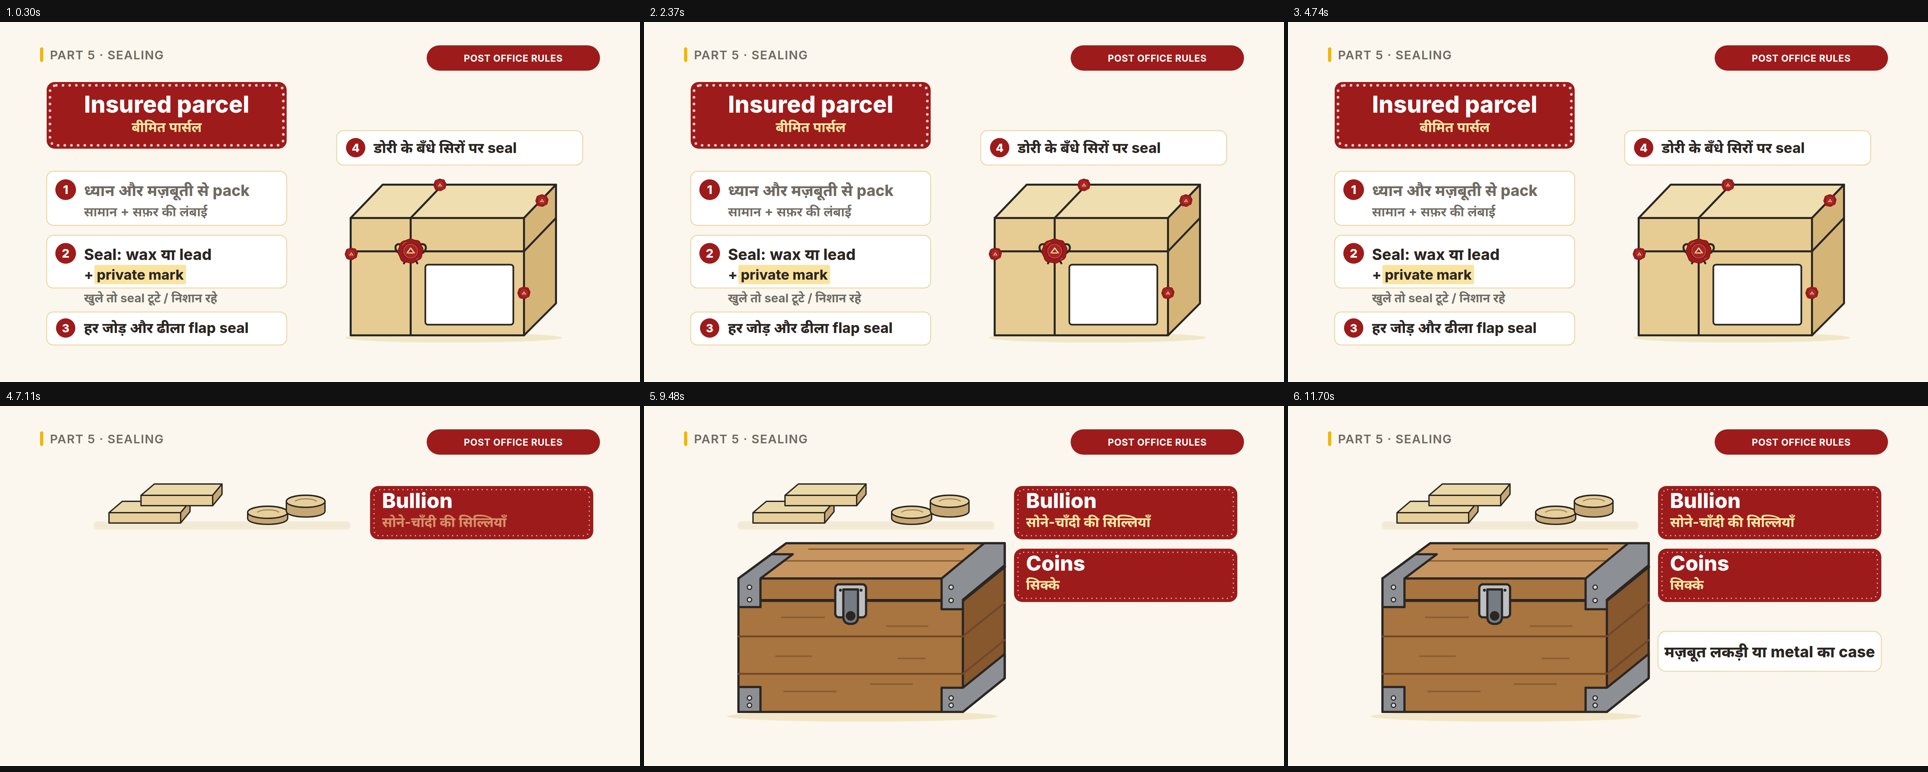 1. 0.30s
PART 5 · SEALING
POST OFFICE RULES
Insured parcel
बीमित पार्सल
4 डोरी के बँधे सिरों पर seal
1 ध्यान और मज़बूती से pack
सामान + सफ़र की लंबाई
2 Seal: wax या lead
+ private mark
खुले तो seal टूटे / निशान रहे
3 हर जोड़ और ढीला flap seal
2. 2.37s
PART 5 · SEALING
POST OFFICE RULES
Insured parcel
बीमित पार्सल
4 डोरी के बँधे सिरों पर seal
1 ध्यान और मज़बूती से pack
सामान + सफ़र की लंबाई
2 Seal: wax या lead
+ private mark
खुले तो seal टूटे / निशान रहे
3 हर जोड़ और ढीला flap seal
3. 4.74s
PART 5 · SEALING
POST OFFICE RULES
Insured parcel
बीमित पार्सल
4 डोरी के बँधे सिरों पर seal
1 ध्यान और मज़बूती से pack
सामान + सफ़र की लंबाई
2 Seal: wax या lead
+ private mark
खुले तो seal टूटे / निशान रहे
3 हर जोड़ और ढीला flap seal
4. 7.11s
PART 5 · SEALING
POST OFFICE RULES
Bullion
सोने-चाँदी की सिल्लियाँ
5. 9.48s
PART 5 · SEALING
POST OFFICE RULES
Bullion
सोने-चाँदी की सिल्लियाँ
Coins
सिक्के
6. 11.70s
PART 5 · SEALING
POST OFFICE RULES
Bullion
सोने-चाँदी की सिल्लियाँ
Coins
सिक्के
मज़बूत लकड़ी या metal का case